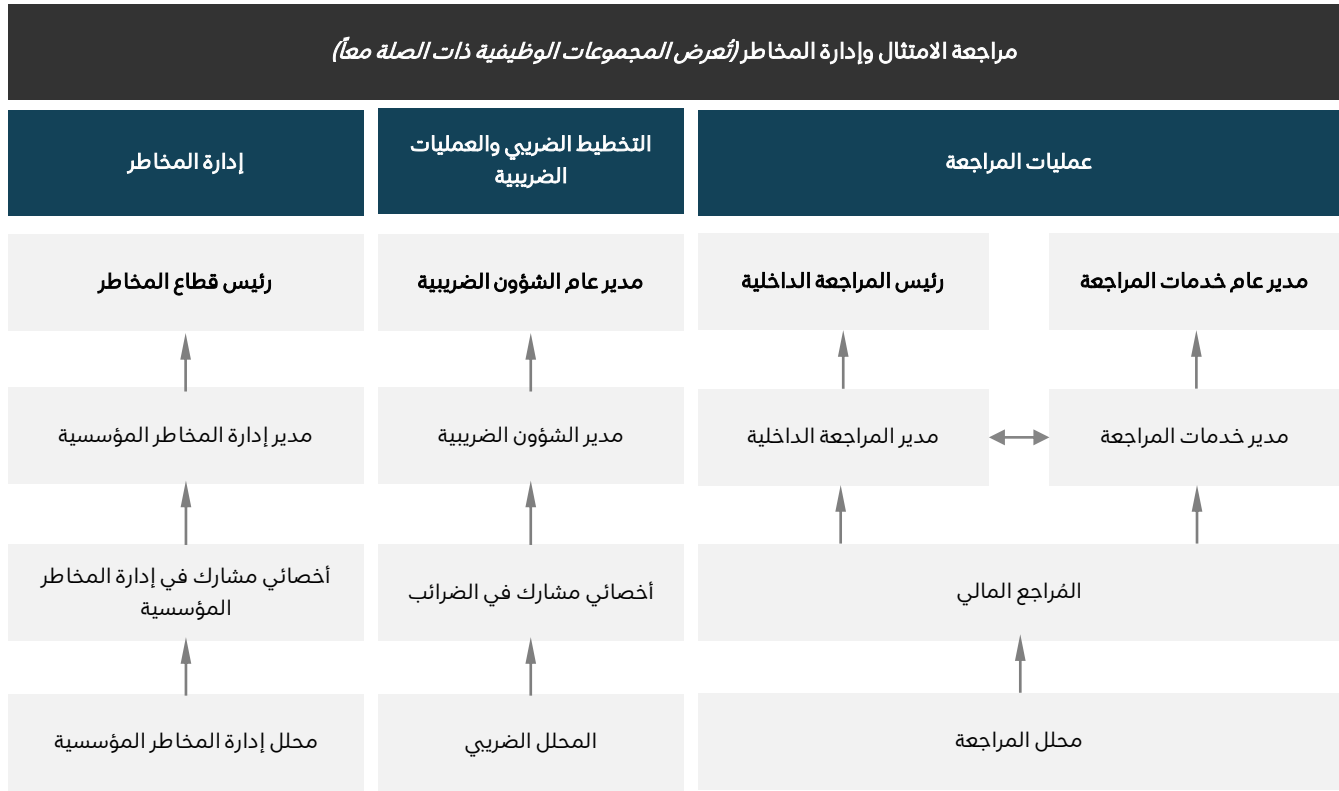 مراجعة الامتثال وإدارة المخاطر (تُعرض المجموعات الوظيفية ذات الصلة معاً)
عمليات المراجعة
التخطيط الضريبي والعمليات
الضريبية
إدارة المخاطر
مدير عام خدمات المراجعة
رئيس المراجعة الداخلية
مدير عام الشؤون الضريبية
رئيس قطاع المخاطر
مدير خدمات المراجعة
مدير المراجعة الداخلية
مدير الشؤون الضريبية
مدير إدارة المخاطر المؤسسية
المُراجع المالي
أخصائي مشارك في الضرائب
أخصائي مشارك في إدارة المخاطر
المؤسسية
محلل المراجعة
المحلل الضريبي
محلل إدارة المخاطر المؤسسية